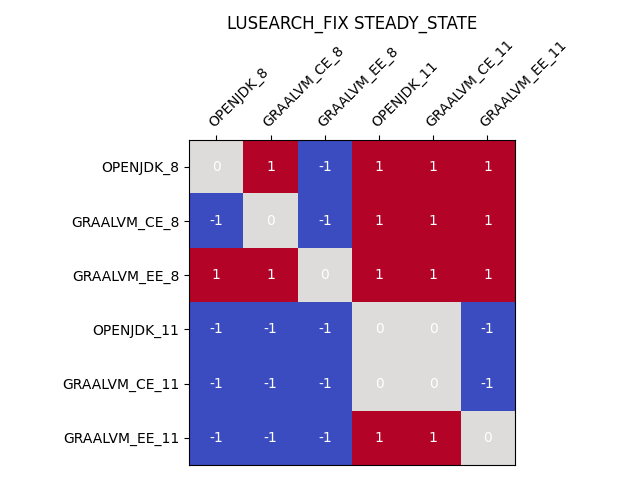 LUSEARCH_FIX STEADY_STATE
OPENJDK_8 GRAALVM_CE_8 GRAALVM_EE_8 OPENJDK_11 GRAALVM_CE_11 GRAALVM_EE_11
OPENJDK_8 0 1 -1 1 1 1
GRAALVM_CE_8 -1 0 -1 1 1 1
GRAALVM_EE_8 1 1 0 1 1 1
OPENJDK_11 -1 -1 -1 0 0 -1
GRAALVM_CE_11 -1 -1 -1 0 0 -1
GRAALVM_EE_11 -1 -1 -1 1 1 0